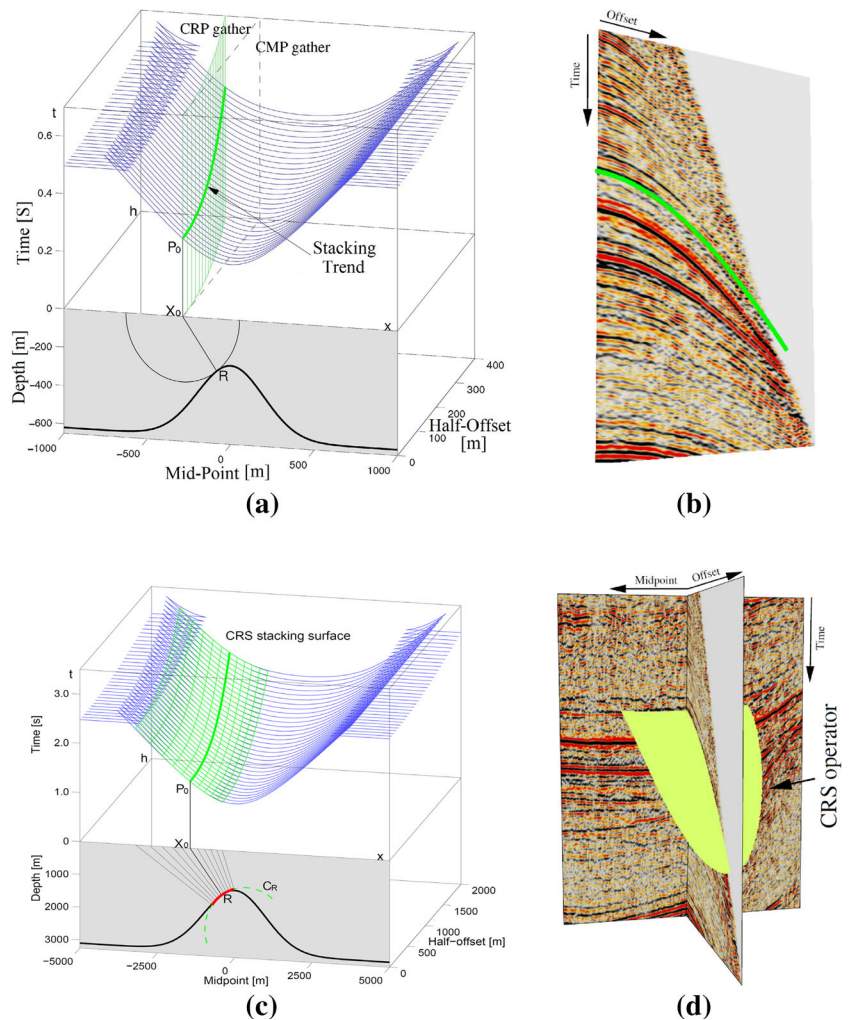 CRP gather
CMP gather
t
0.6
Time [S]
0.4
h
0.2
P₀
Stacking
Trend
0
X₀
x
Depth [m]
−200
−400
−600
R
400
300
200
100
0
Half-Offset
[m]
−1000
−500
0
500
1000
Mid-Point [m]
(a)
Offset
Time
(b)
CRS stacking surface
t
3.0
Time [s]
2.0
h
1.0
P₀
0
X₀
x
Depth [m]
1000
2000
3000
R
C_R
2000
1500
1000
500
0
Half-offset [m]
−5000
−2500
0
2500
5000
Midpoint [m]
(c)
Midpoint
Offset
Time
CRS operator
(d)